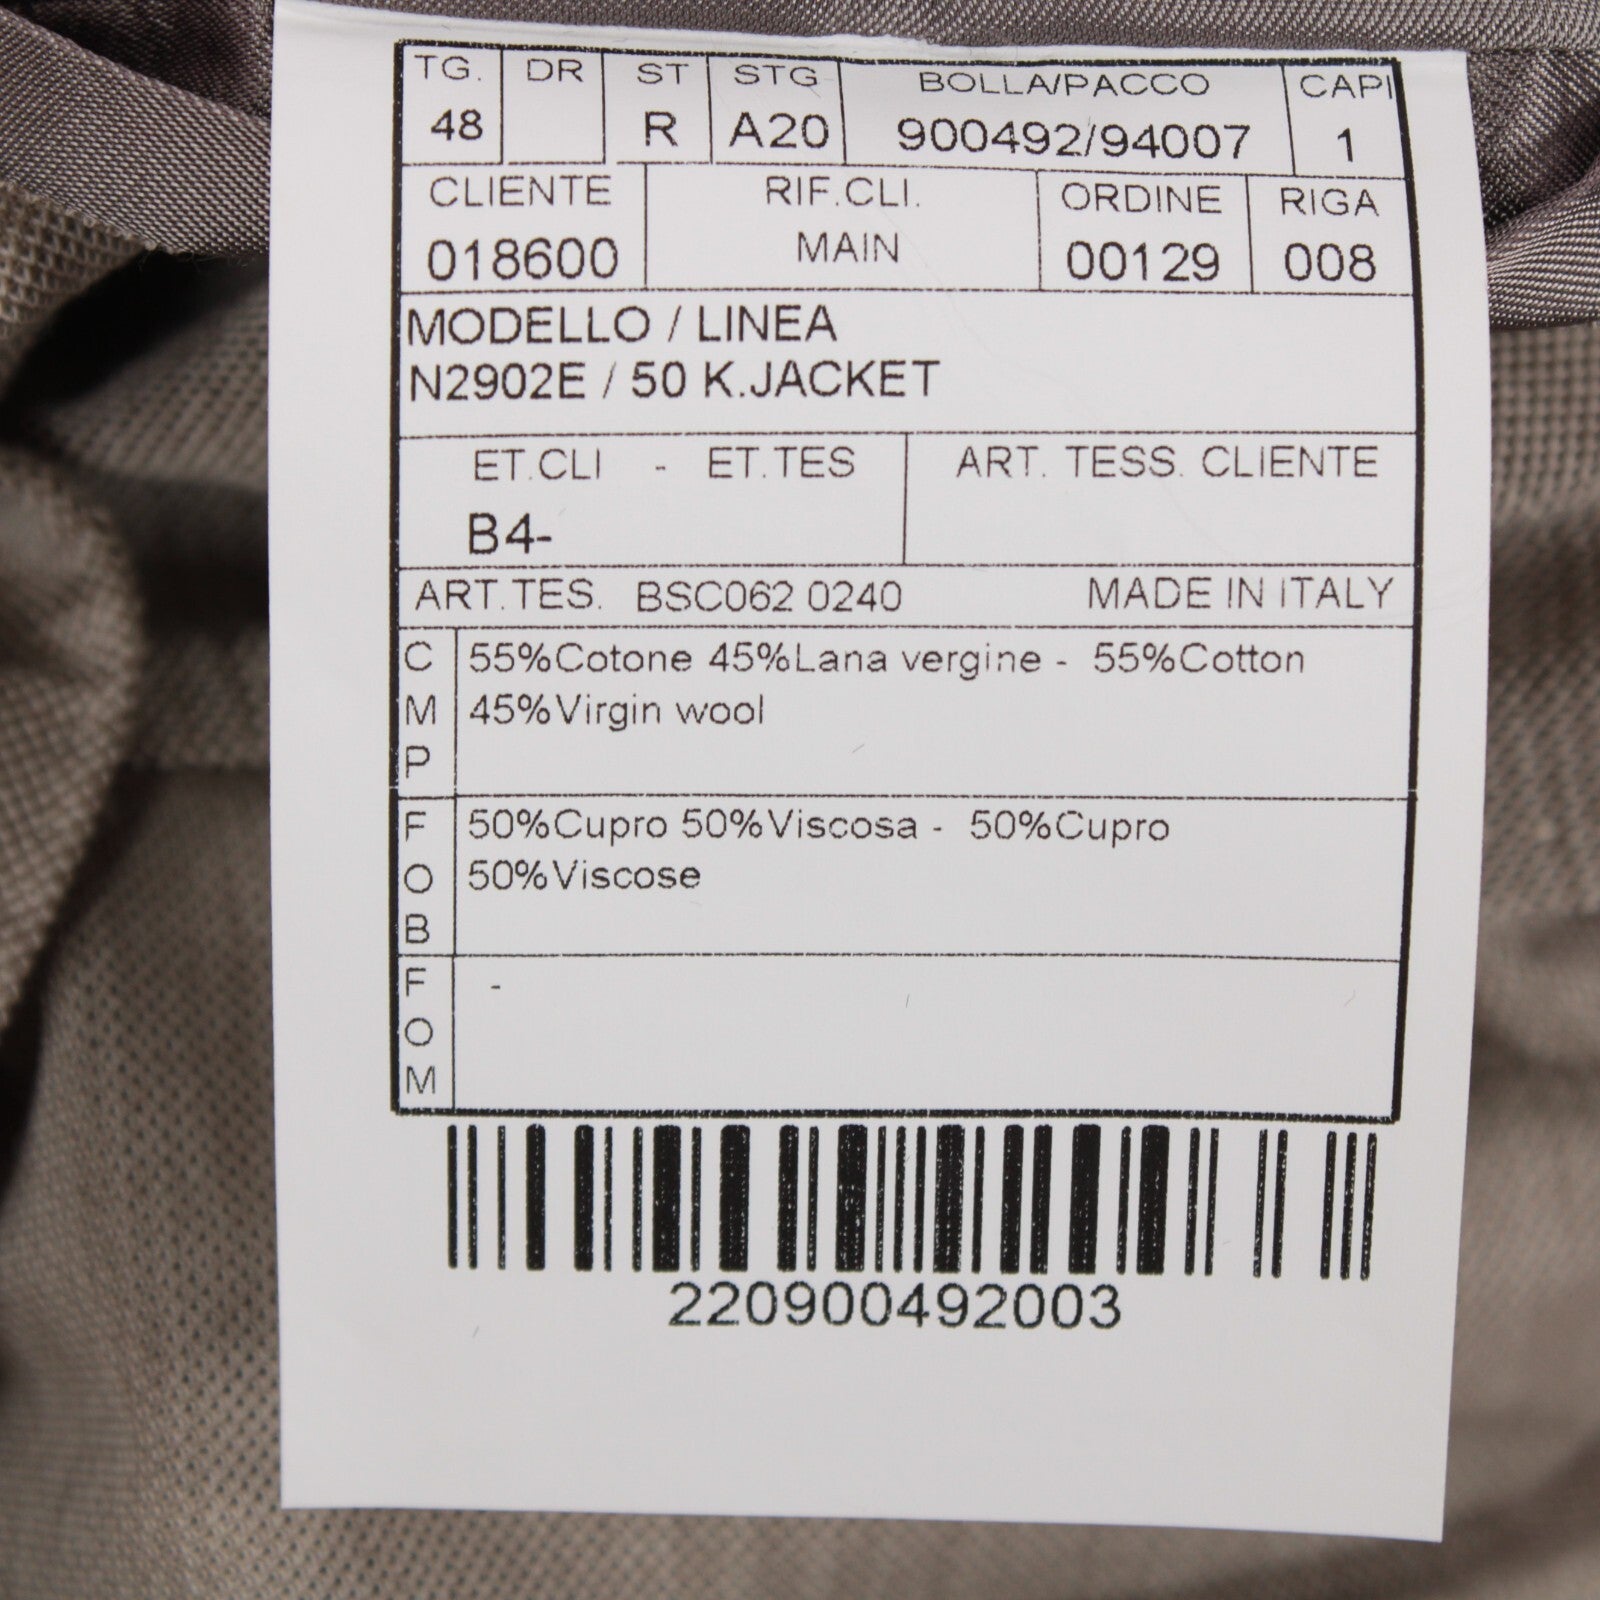 TG. DR ST STG BOLLA/PACCO CAPI
48 R A20 900492/94007 1
CLIENTE RIF.CLI. ORDINE RIGA
018600 MAIN 00129 008
MODELLO / LINEA
N2902E / 50 K.JACKET
ET.CLI - ET.TES ART. TESS. CLIENTE
B4-
ART.TES. BSC062 0240 MADE IN ITALY
CMP
55%Cotone 45%Lana vergine - 55%Cotton
45%Virgin wool
FOB
50%Cupro 50%Viscosa - 50%Cupro
50%Viscose
FOM
-
220900492003